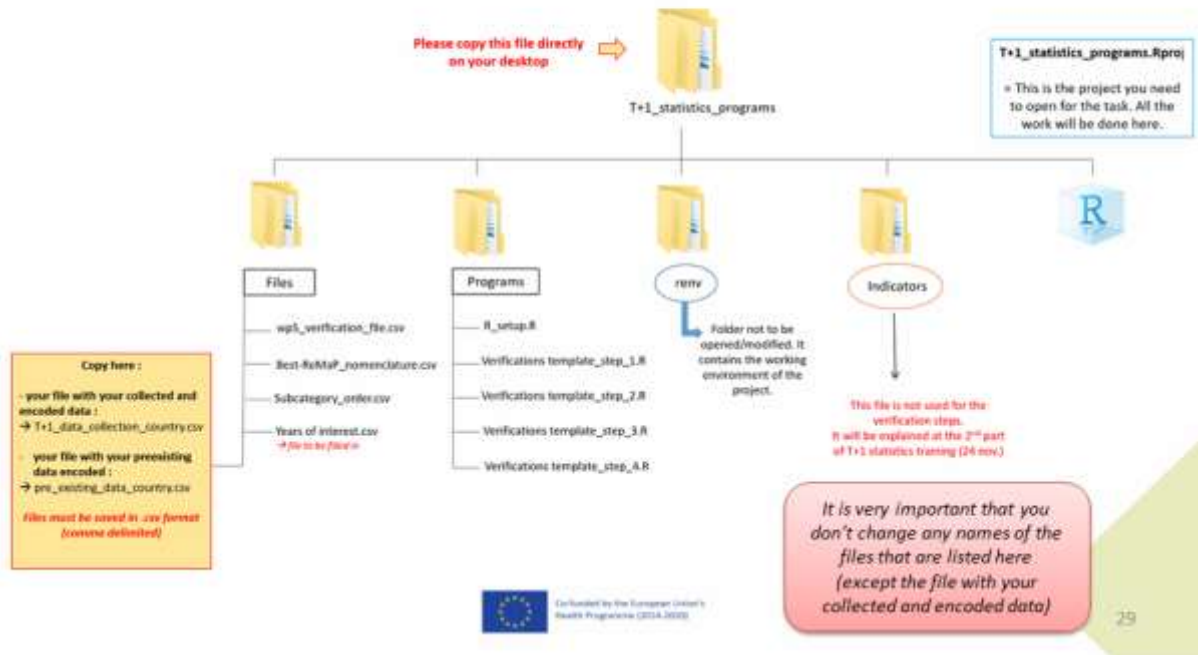 Please copy this file directly
on your desktop
T+1_statistics_programs
T+1_statistics_programs.Rproj
= This is the project you need
to open for the task. All the
work will be done here.
R
Files
wp5_verification_file.csv
Best-ReMaP_nomenclature.csv
Subcategory_order.csv
Years of interest.csv
→ file to be filled in
Programs
R_setup.R
Verifications template_step_1.R
Verifications template_step_2.R
Verifications template_step_3.R
Verifications template_step_4.R
renv
Folder not to be
opened/modified. It
contains the working
environment of the
project.
Indicators
This file is not used for the
verification steps.
It will be explained at the 2nd part
of T+1 statistics training (24 nov.)
Copy here :
- your file with your collected and
encoded data :
→ T+1_data_collection_country.csv
- your file with your preexisting
data encoded :
→ pre_existing_data_country.csv
Files must be saved in .csv format
(comma delimited)
It is very important that you
don't change any names of the
files that are listed here
(except the file with your
collected and encoded data)
Co-funded by the European Union's
Health Programme (2014-2020)
29